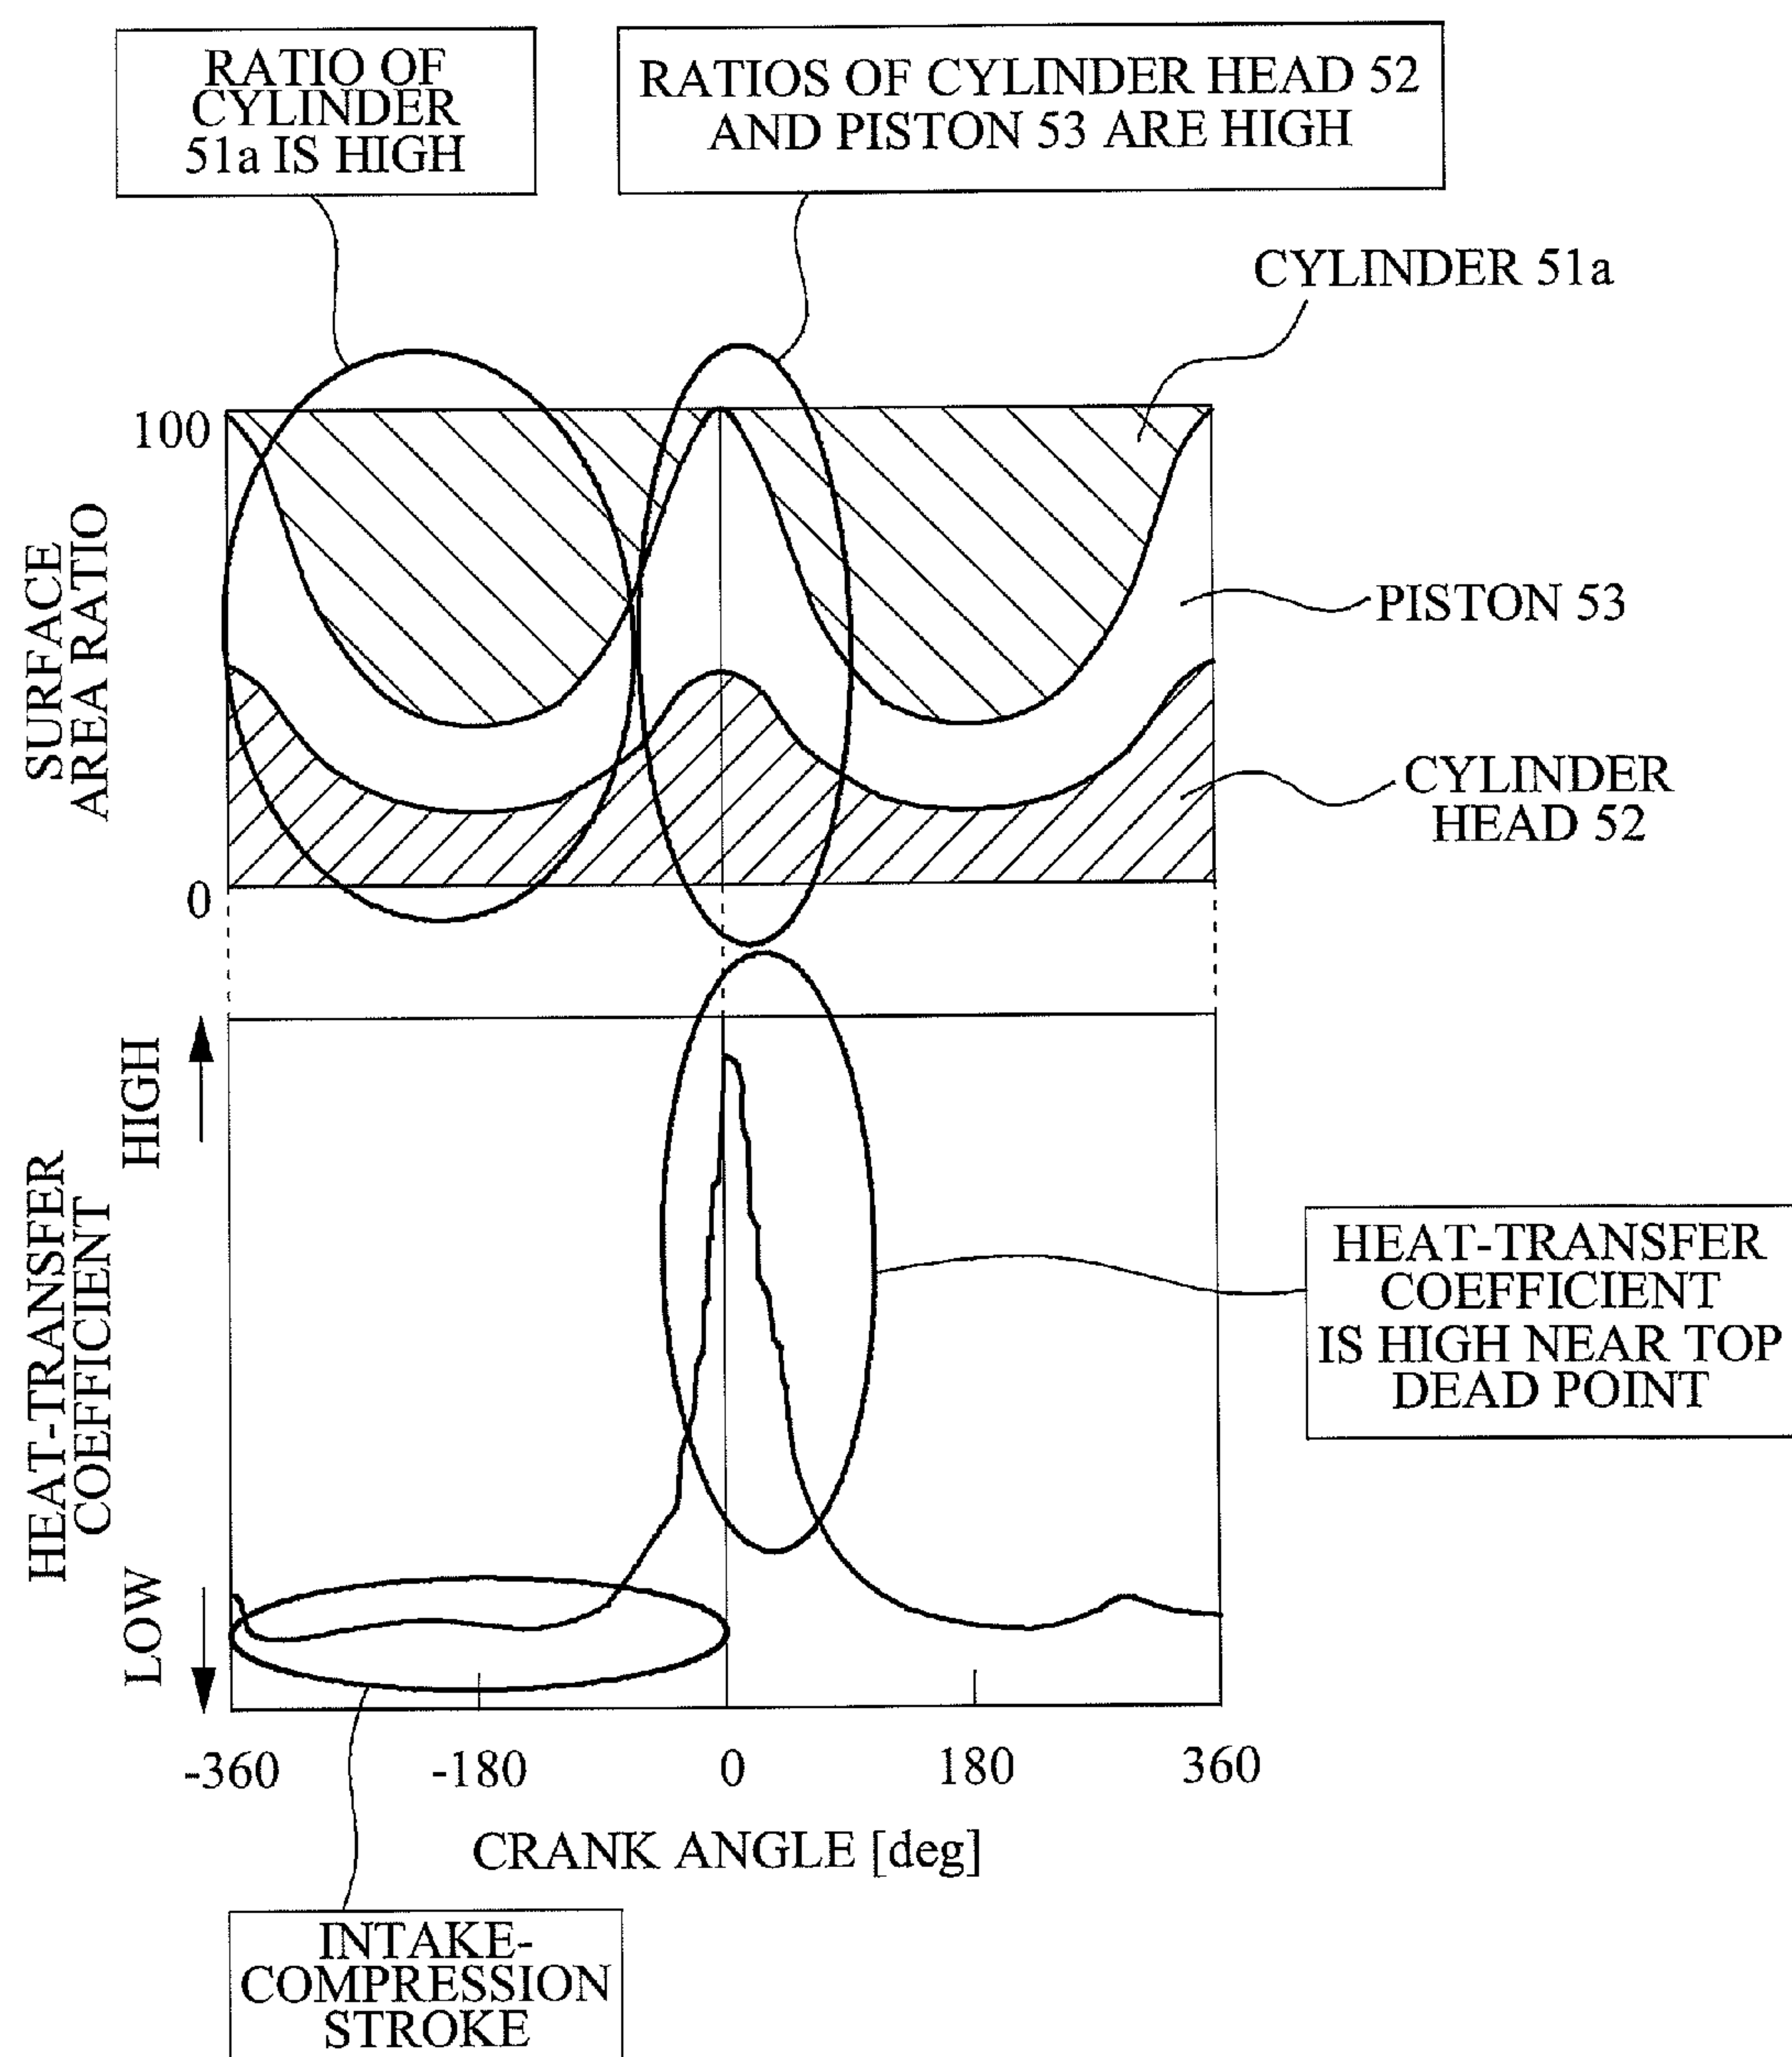 RATIO OF
CYLINDER
51a IS HIGH
RATIOS OF CYLINDER HEAD 52
AND PISTON 53 ARE HIGH
CYLINDER 51a
100
SURFACE
AREA RATIO
PISTON 53
CYLINDER
HEAD 52
0
HIGH
HEAT-TRANSFER
COEFFICIENT
LOW
HEAT-TRANSFER
COEFFICIENT
IS HIGH NEAR TOP
DEAD POINT
-360
-180
0
180
360
CRANK ANGLE [deg]
INTAKE-
COMPRESSION
STROKE